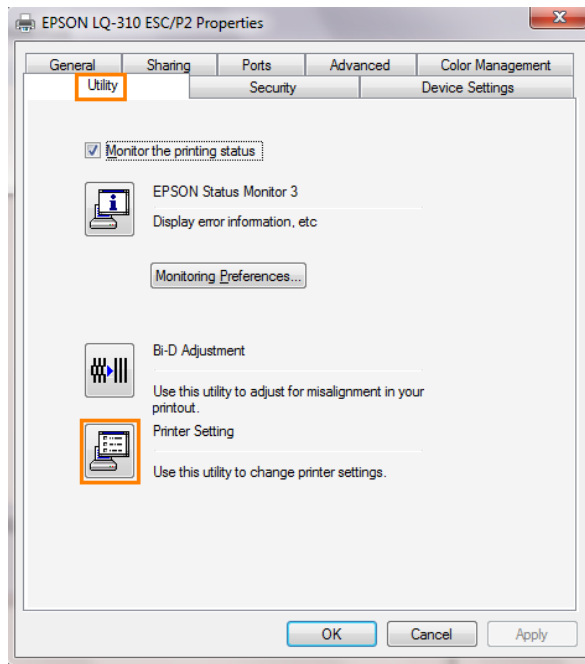 EPSON LQ-310 ESC/P2 Properties
General Sharing Ports Advanced Color Management
Utility Security Device Settings
Monitor the printing status
EPSON Status Monitor 3
Display error information, etc
Monitoring Preferences...
Bi-D Adjustment
Use this utility to adjust for misalignment in your
printout.
Printer Setting
Use this utility to change printer settings.
OK Cancel Apply